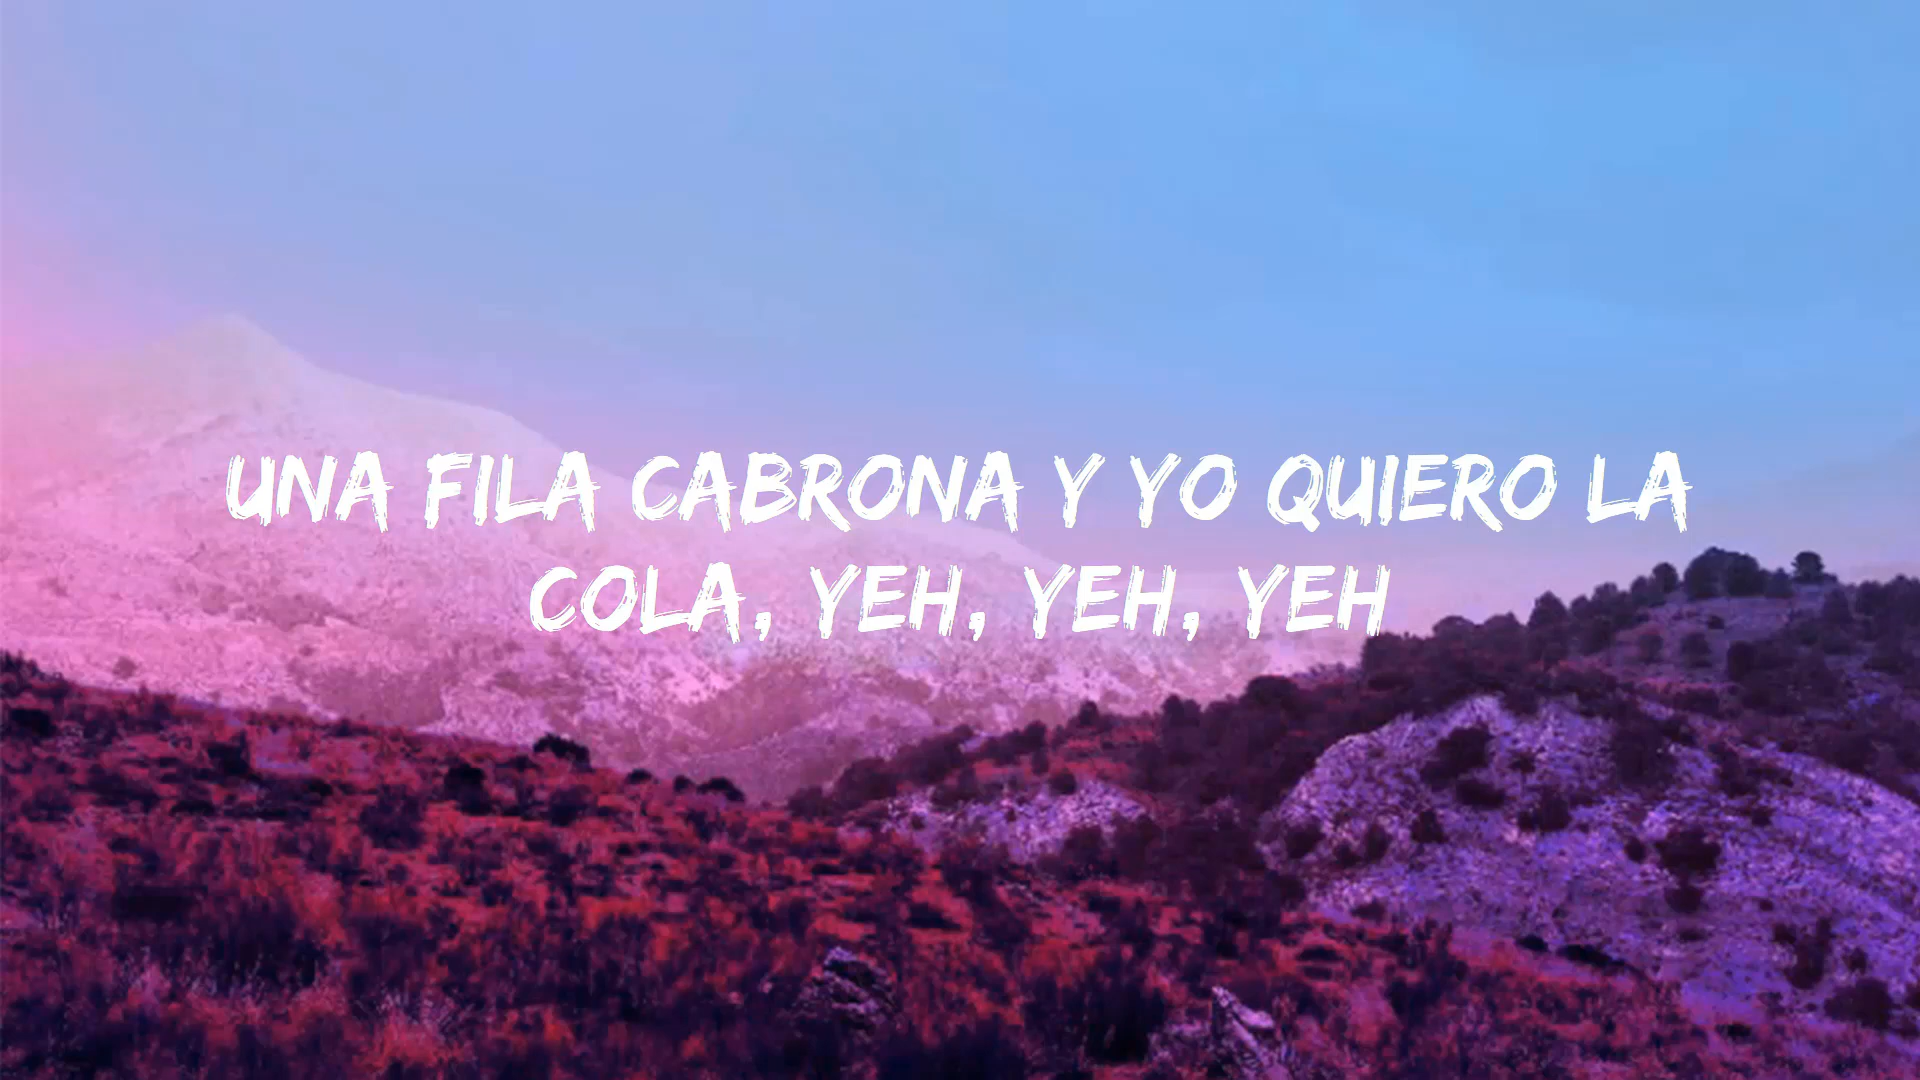 UNA FILA CABRONA Y YO QUIERO LA
COLA, YEH, YEH, YEH